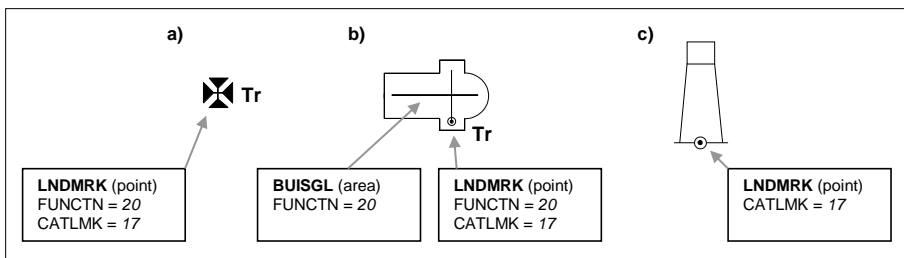 a)
b)
c)
Tr
Tr
LNDMRK (point)
FUNCTN = 20
CATLMK = 17
BUISGL (area)
FUNCTN = 20
LNDMRK (point)
FUNCTN = 20
CATLMK = 17
LNDMRK (point)
CATLMK = 17